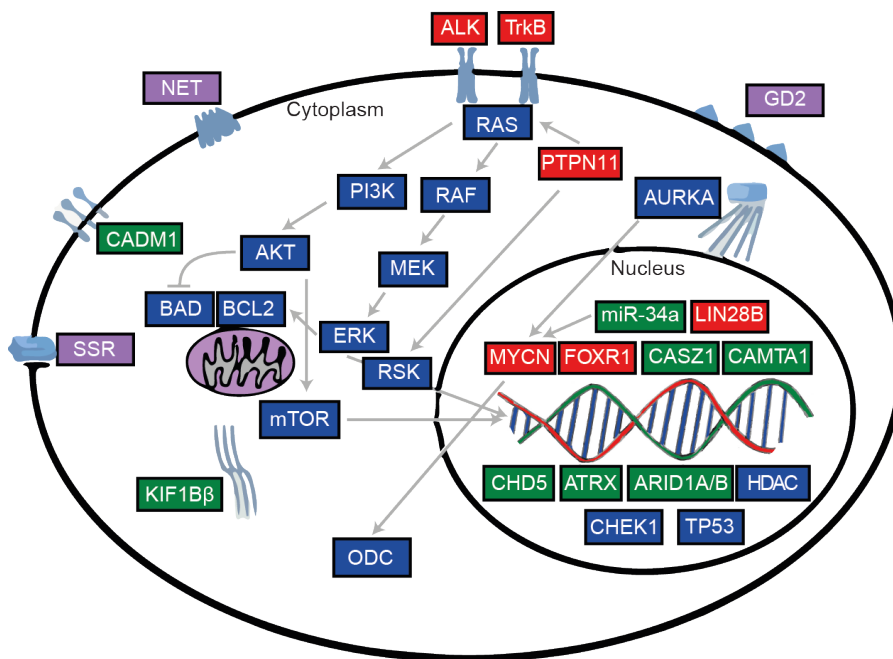 ALK TrkB
NET
GD2
Cytoplasm
RAS
PTPN11
PI3K
RAF
AURKA
CADM1
AKT
MEK
Nucleus
BAD BCL2
miR-34a LIN28B
ERK
SSR
RSK
MYCN FOXR1 CASZ1 CAMTA1
mTOR
KIF1Bβ
CHD5 ATRX ARID1A/B HDAC
CHEK1 TP53
ODC